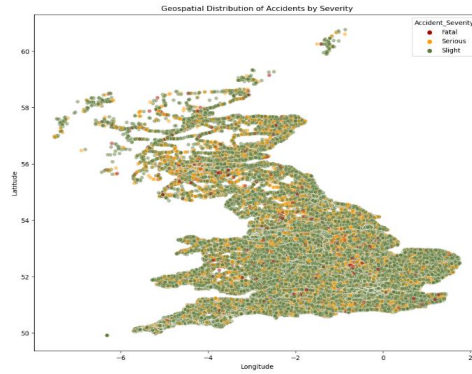 Geospatial Distribution of Accidents by Severity
Accident_Severity
Fatal
Serious
Slight
Latitude
60
58
56
54
52
50
−6
−4
−2
0
2
Longitude